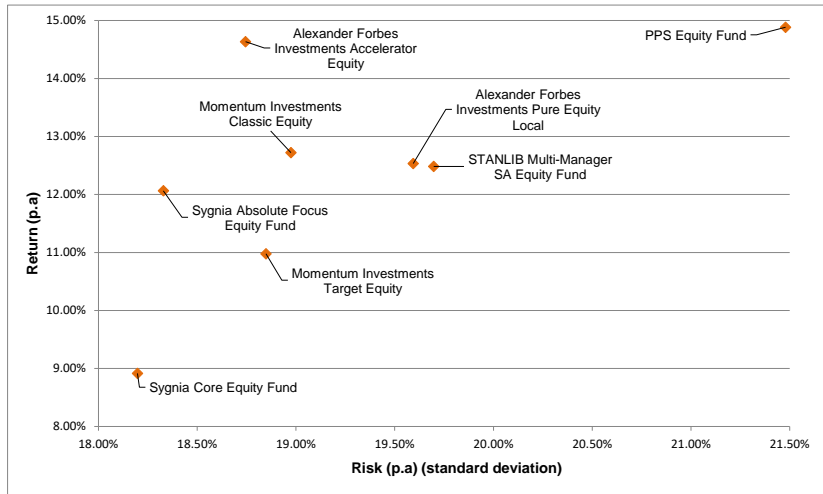 15.00%
14.00%
13.00%
12.00%
11.00%
10.00%
9.00%
8.00%
Return (p.a)
Alexander Forbes
Investments Accelerator
Equity
PPS Equity Fund
Momentum Investments
Classic Equity
Alexander Forbes
Investments Pure Equity
Local
STANLIB Multi-Manager
SA Equity Fund
Sygnia Absolute Focus
Equity Fund
Momentum Investments
Target Equity
Sygnia Core Equity Fund
18.00%
18.50%
19.00%
19.50%
20.00%
20.50%
21.00%
21.50%
Risk (p.a) (standard deviation)